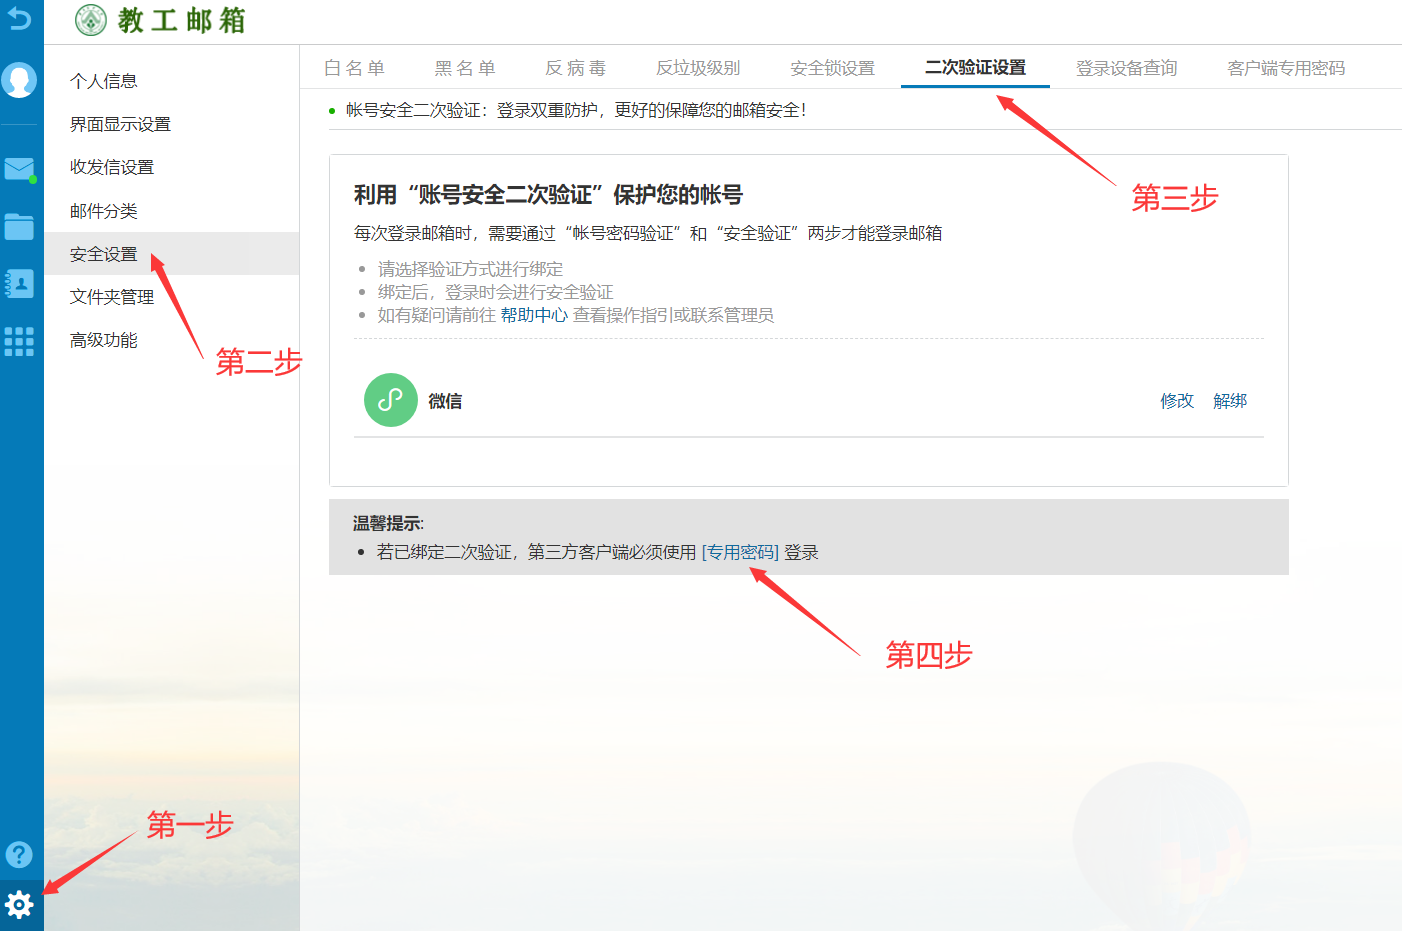 教工邮箱
个人信息
界面显示设置
收发信设置
邮件分类
安全设置
文件夹管理
高级功能
第二步
第一步
白名单 黑名单 反病毒 反垃圾级别 安全锁设置 二次验证设置 登录设备查询 客户端专用密码
帐号安全二次验证：登录双重防护，更好的保障您的邮箱安全！
第三步
利用“账号安全二次验证”保护您的帐号
每次登录邮箱时，需要通过“帐号密码验证”和“安全验证”两步才能登录邮箱
请选择验证方式进行绑定
绑定后，登录时会进行安全验证
如有疑问请前往 帮助中心 查看操作指引或联系管理员
微信 修改 解绑
温馨提示:
若已绑定二次验证，第三方客户端必须使用 [专用密码] 登录
第四步